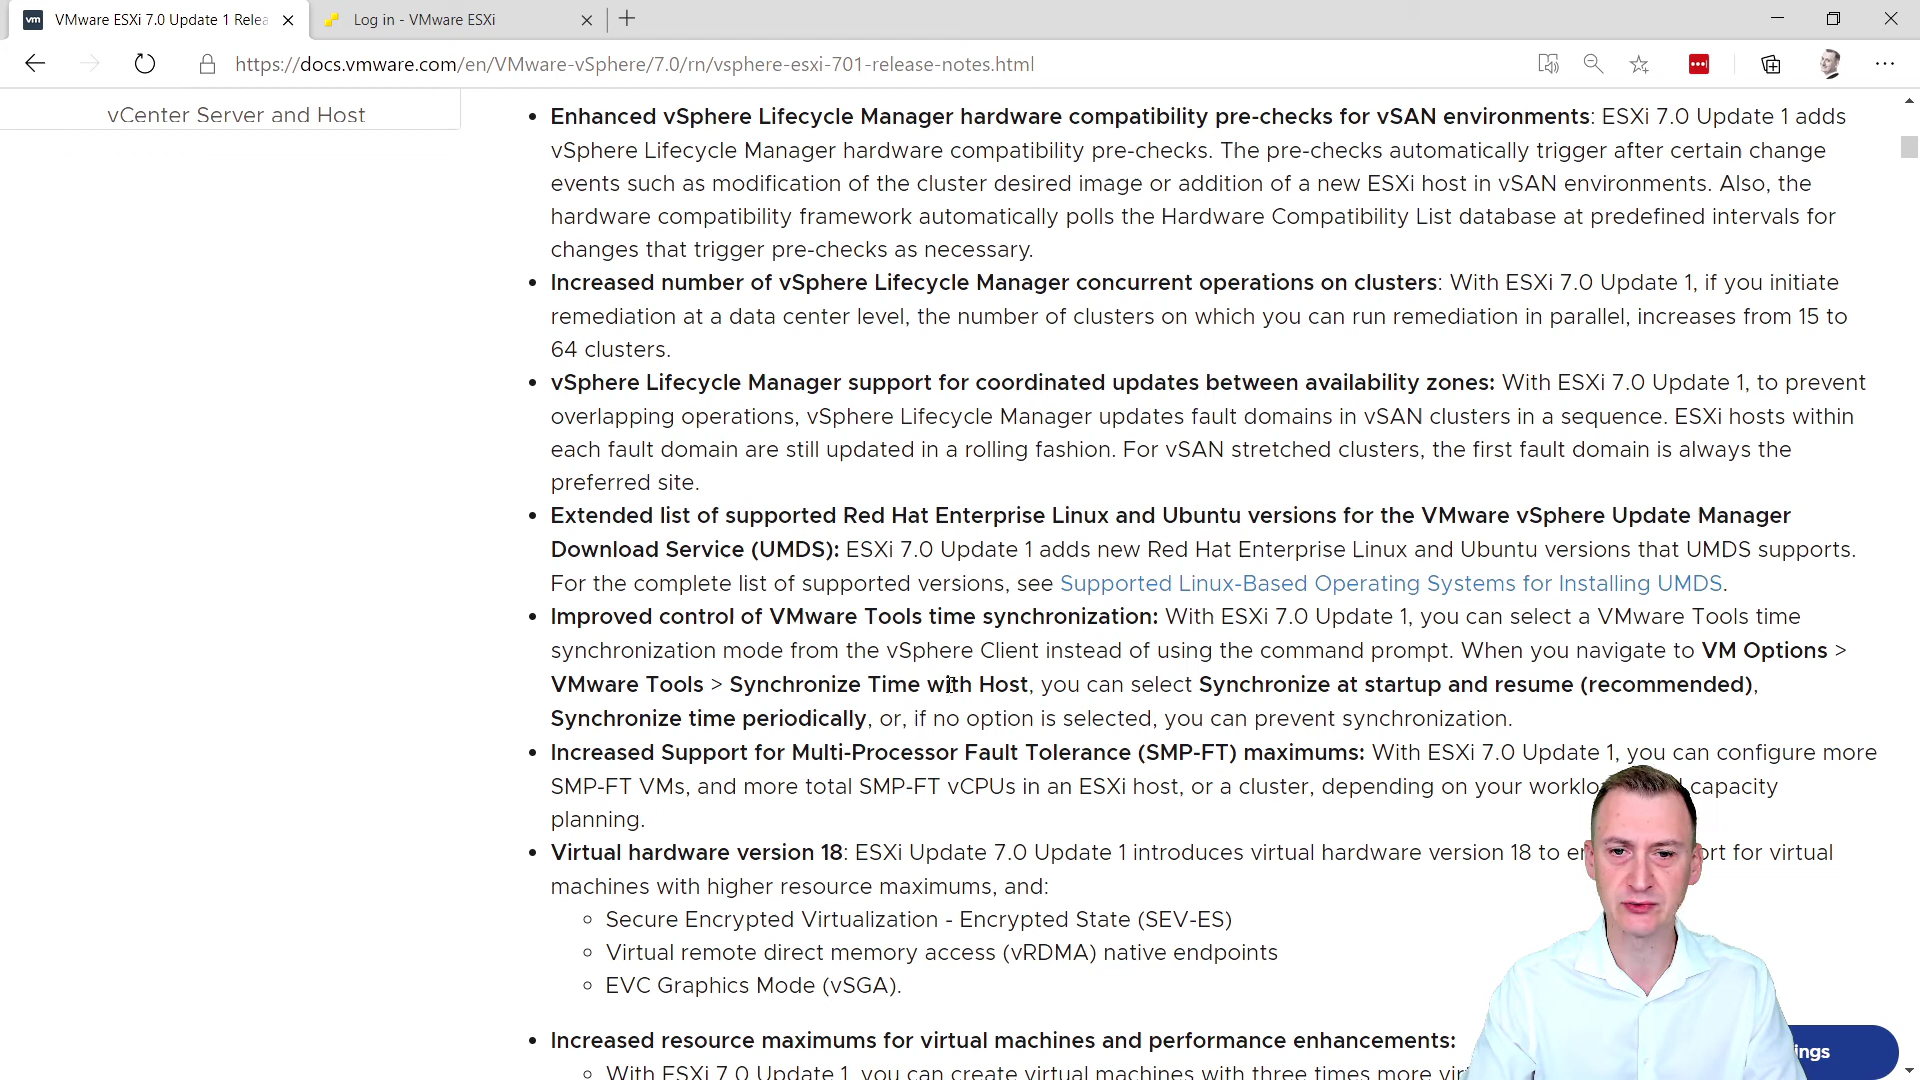 VMware ESXi 7.0 Update 1 Relea
Log in - VMware ESXi
https://docs.vmware.com/en/VMware-vSphere/7.0/rn/vsphere-esxi-701-release-notes.html
vCenter Server and Host
• Enhanced vSphere Lifecycle Manager hardware compatibility pre-checks for vSAN environments: ESXi 7.0 Update 1 adds
vSphere Lifecycle Manager hardware compatibility pre-checks. The pre-checks automatically trigger after certain change
events such as modification of the cluster desired image or addition of a new ESXi host in vSAN environments. Also, the
hardware compatibility framework automatically polls the Hardware Compatibility List database at predefined intervals for
changes that trigger pre-checks as necessary.
• Increased number of vSphere Lifecycle Manager concurrent operations on clusters: With ESXi 7.0 Update 1, if you initiate
remediation at a data center level, the number of clusters on which you can run remediation in parallel, increases from 15 to
64 clusters.
• vSphere Lifecycle Manager support for coordinated updates between availability zones: With ESXi 7.0 Update 1, to prevent
overlapping operations, vSphere Lifecycle Manager updates fault domains in vSAN clusters in a sequence. ESXi hosts within
each fault domain are still updated in a rolling fashion. For vSAN stretched clusters, the first fault domain is always the
preferred site.
• Extended list of supported Red Hat Enterprise Linux and Ubuntu versions for the VMware vSphere Update Manager
Download Service (UMDS): ESXi 7.0 Update 1 adds new Red Hat Enterprise Linux and Ubuntu versions that UMDS supports.
For the complete list of supported versions, see Supported Linux-Based Operating Systems for Installing UMDS.
• Improved control of VMware Tools time synchronization: With ESXi 7.0 Update 1, you can select a VMware Tools time
synchronization mode from the vSphere Client instead of using the command prompt. When you navigate to VM Options >
VMware Tools > Synchronize Time with Host, you can select Synchronize at startup and resume (recommended),
Synchronize time periodically, or, if no option is selected, you can prevent synchronization.
• Increased Support for Multi-Processor Fault Tolerance (SMP-FT) maximums: With ESXi 7.0 Update 1, you can configure more
SMP-FT VMs, and more total SMP-FT vCPUs in an ESXi host, or a cluster, depending on your capacity
planning.
• Virtual hardware version 18: ESXi Update 7.0 Update 1 introduces virtual hardware version 18 to for virtual
machines with higher resource maximums, and:
○ Secure Encrypted Virtualization - Encrypted State (SEV-ES)
○ Virtual remote direct memory access (vRDMA) native endpoints
○ EVC Graphics Mode (vSGA).
• Increased resource maximums for virtual machines and performance enhancements:
○ With ESXi 7.0 Update 1, you can create virtual machines with three times more